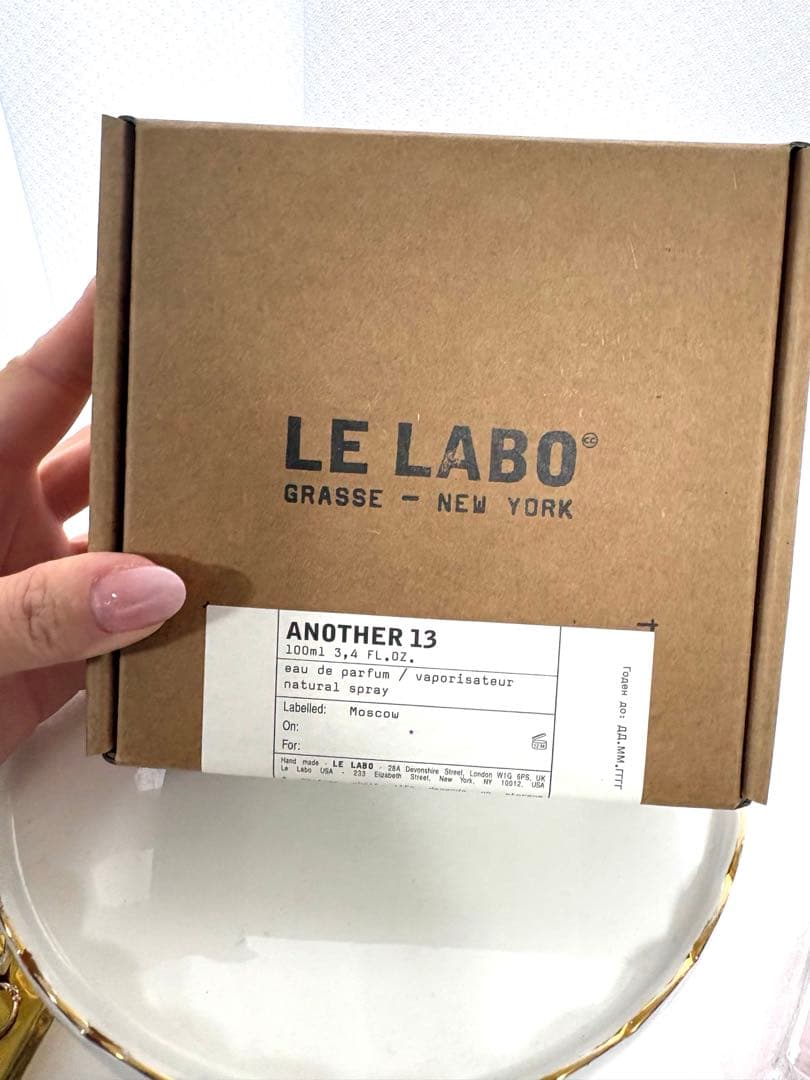 LE LABO
GRASSE - NEW YORK
ANOTHER 13
100ml 3,4 FL.OZ.
eau de parfum / vaporisateur
natural spray
Labelled: Moscow
On:
For:
12 M
Hand made - LE LABO - 28A Devonshire Street, London W1G 6PS, UK
Le Labo USA - 233 Elizabeth Street, New York, NY 10012, USA
Годен до: ДД.ММ.ГГГГ